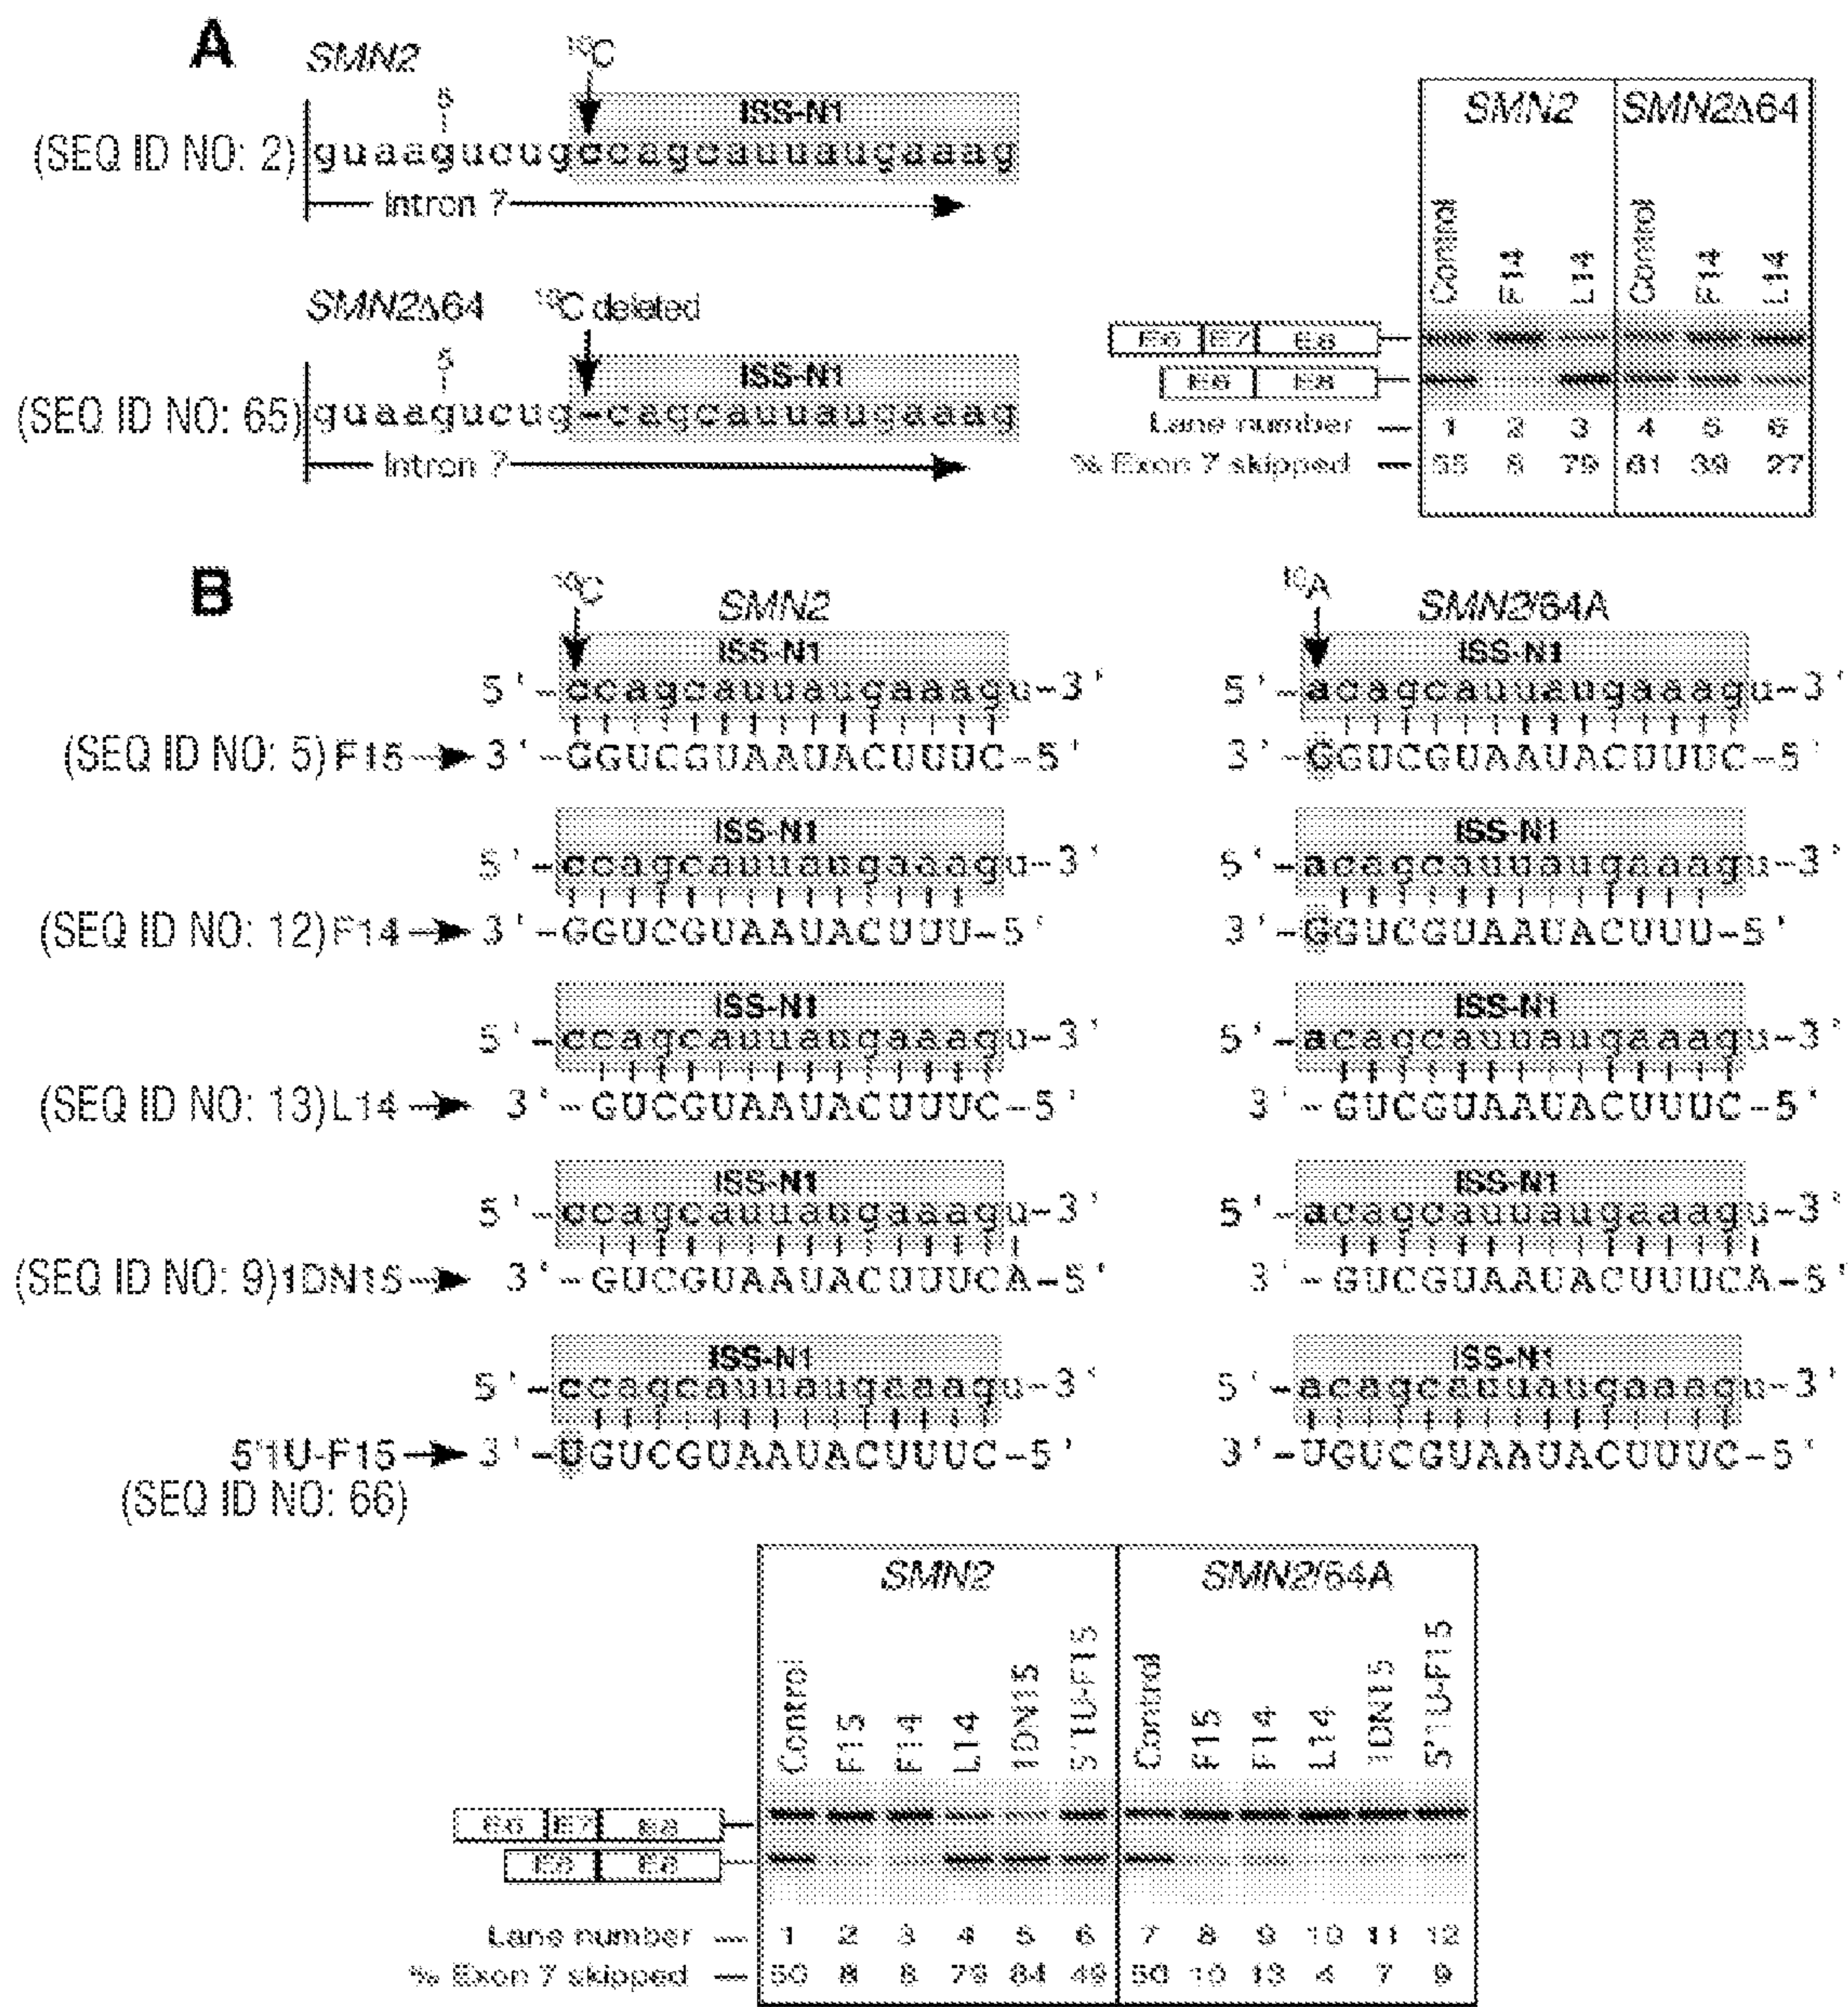 A
SMN2
¹⁰C
5
ISS-N1
(SEQ ID NO: 2) guaagucugccagcauuaugaaag
Intron 7
SMN2Δ64
¹⁰C deleted
5
ISS-N1
(SEQ ID NO: 65) guaagucug-cagcauuaugaaag
Intron 7
SMN2 SMN2Δ64
Control F14 L14 Control F14 L14
E6 E7 E8
E6 E8
Lane number 1 2 3 4 5 6
% Exon 7 skipped 55 8 79 61 39 27
B
¹⁰C SMN2 ¹⁰A SMN2/64A
ISS-N1 ISS-N1
5'-ccagcauuaugaaagu-3' 5'-acagcauuaugaaagu-3'
(SEQ ID NO: 5) F15 3'-GGUCGUAAUACUUUC-5' 3'-GGUCGUAAUACUUUC-5'
ISS-N1 ISS-N1
5'-ccagcauuaugaaagu-3' 5'-acagcauuaugaaagu-3'
(SEQ ID NO: 12) F14 3'-GGUCGUAAUACUUU-5' 3'-GGUCGUAAUACUUU-5'
ISS-N1 ISS-N1
5'-ccagcauuaugaaagu-3' 5'-acagcauuaugaaagu-3'
(SEQ ID NO: 13) L14 3'-GUCGUAAUACUUUC-5' 3'-GUCGUAAUACUUUC-5'
ISS-N1 ISS-N1
5'-ccagcauuaugaaagu-3' 5'-acagcauuaugaaagu-3'
(SEQ ID NO: 9) 1DN15 3'-GUCGUAAUACUUUCA-5' 3'-GUCGUAAUACUUUCA-5'
ISS-N1 ISS-N1
5'-ccagcauuaugaaagu-3' 5'-acagcauuaugaaagu-3'
5'1U-F15 3'-UGUCGUAAUACUUUC-5' 3'-UGUCGUAAUACUUUC-5'
(SEQ ID NO: 66)
SMN2 SMN2/64A
Control F15 F14 L14 1DN15 5'1U-F15 Control F15 F14 L14 1DN15 5'1U-F15
E6 E7 E8
E6 E8
Lane number 1 2 3 4 5 6 7 8 9 10 11 12
% Exon 7 skipped 50 8 8 79 84 49 50 10 13 4 7 9